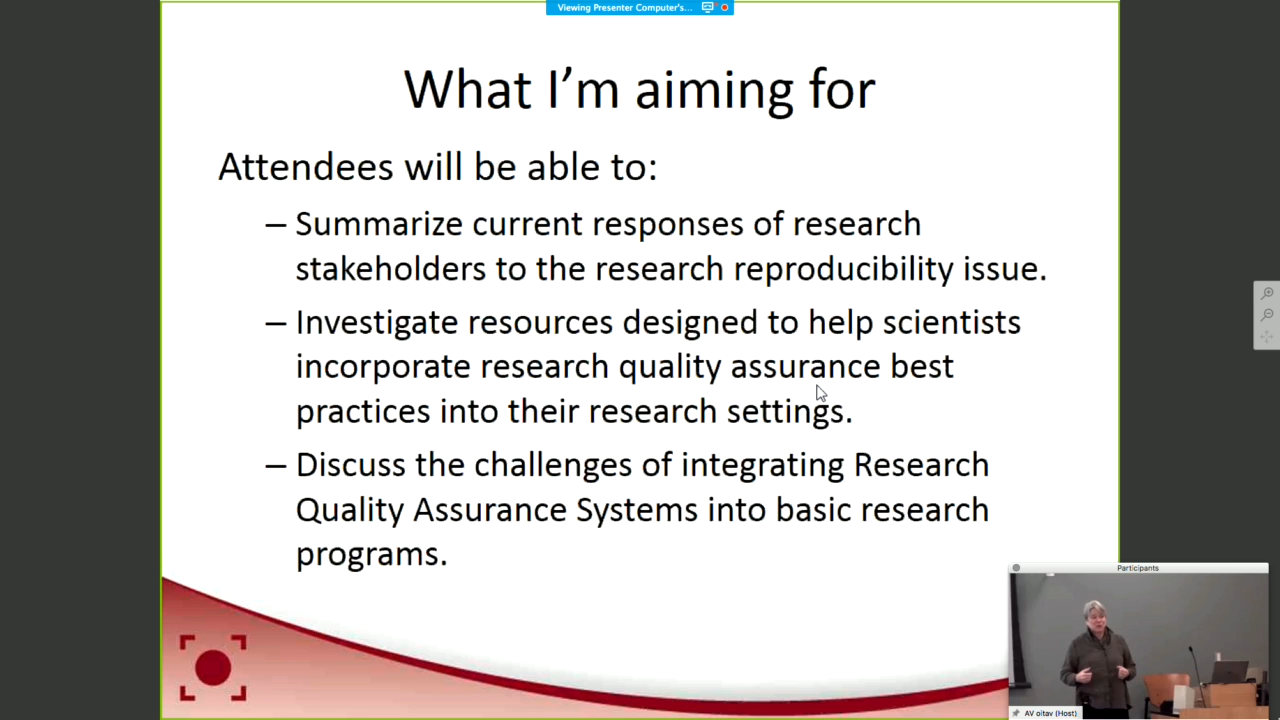 Viewing Presenter Computer's...
What I'm aiming for
Attendees will be able to:
– Summarize current responses of research
stakeholders to the research reproducibility issue.
– Investigate resources designed to help scientists
incorporate research quality assurance best
practices into their research settings.
– Discuss the challenges of integrating Research
Quality Assurance Systems into basic research
programs.
Participants
AV oitav (Host)